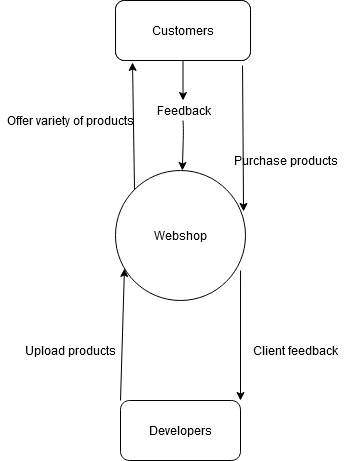 Customers
Feedback
Offer variety of products
Purchase products
Webshop
Upload products
Client feedback
Developers